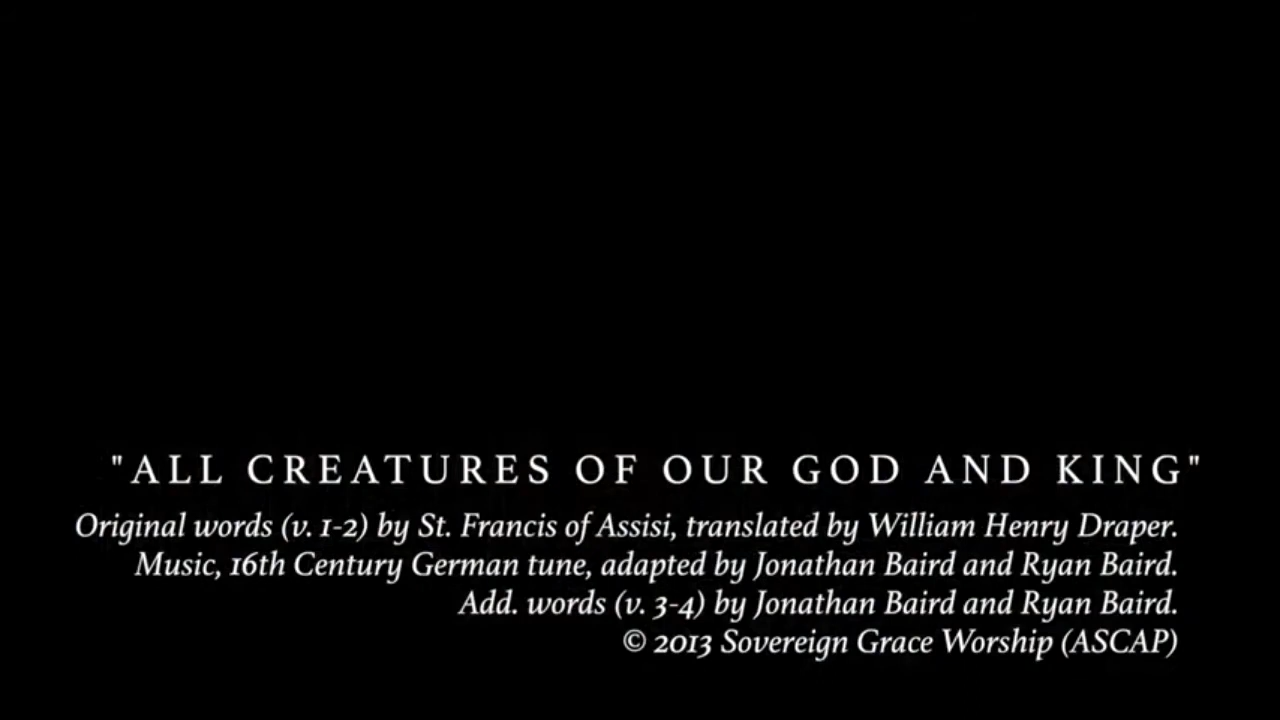 "ALL CREATURES OF OUR GOD AND KING"
Original words (v. 1-2) by St. Francis of Assisi, translated by William Henry Draper.
Music, 16th Century German tune, adapted by Jonathan Baird and Ryan Baird.
Add. words (v. 3-4) by Jonathan Baird and Ryan Baird.
© 2013 Sovereign Grace Worship (ASCAP)